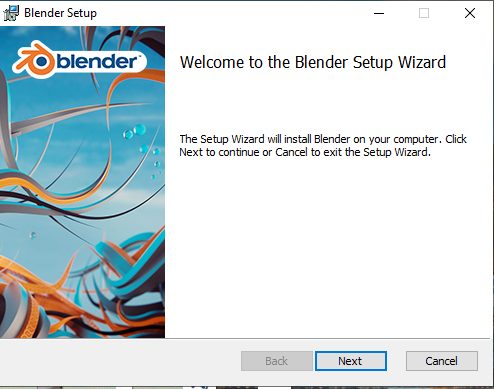 Blender Setup
blender
Welcome to the Blender Setup Wizard
The Setup Wizard will install Blender on your computer. Click
Next to continue or Cancel to exit the Setup Wizard.
Back
Next
Cancel